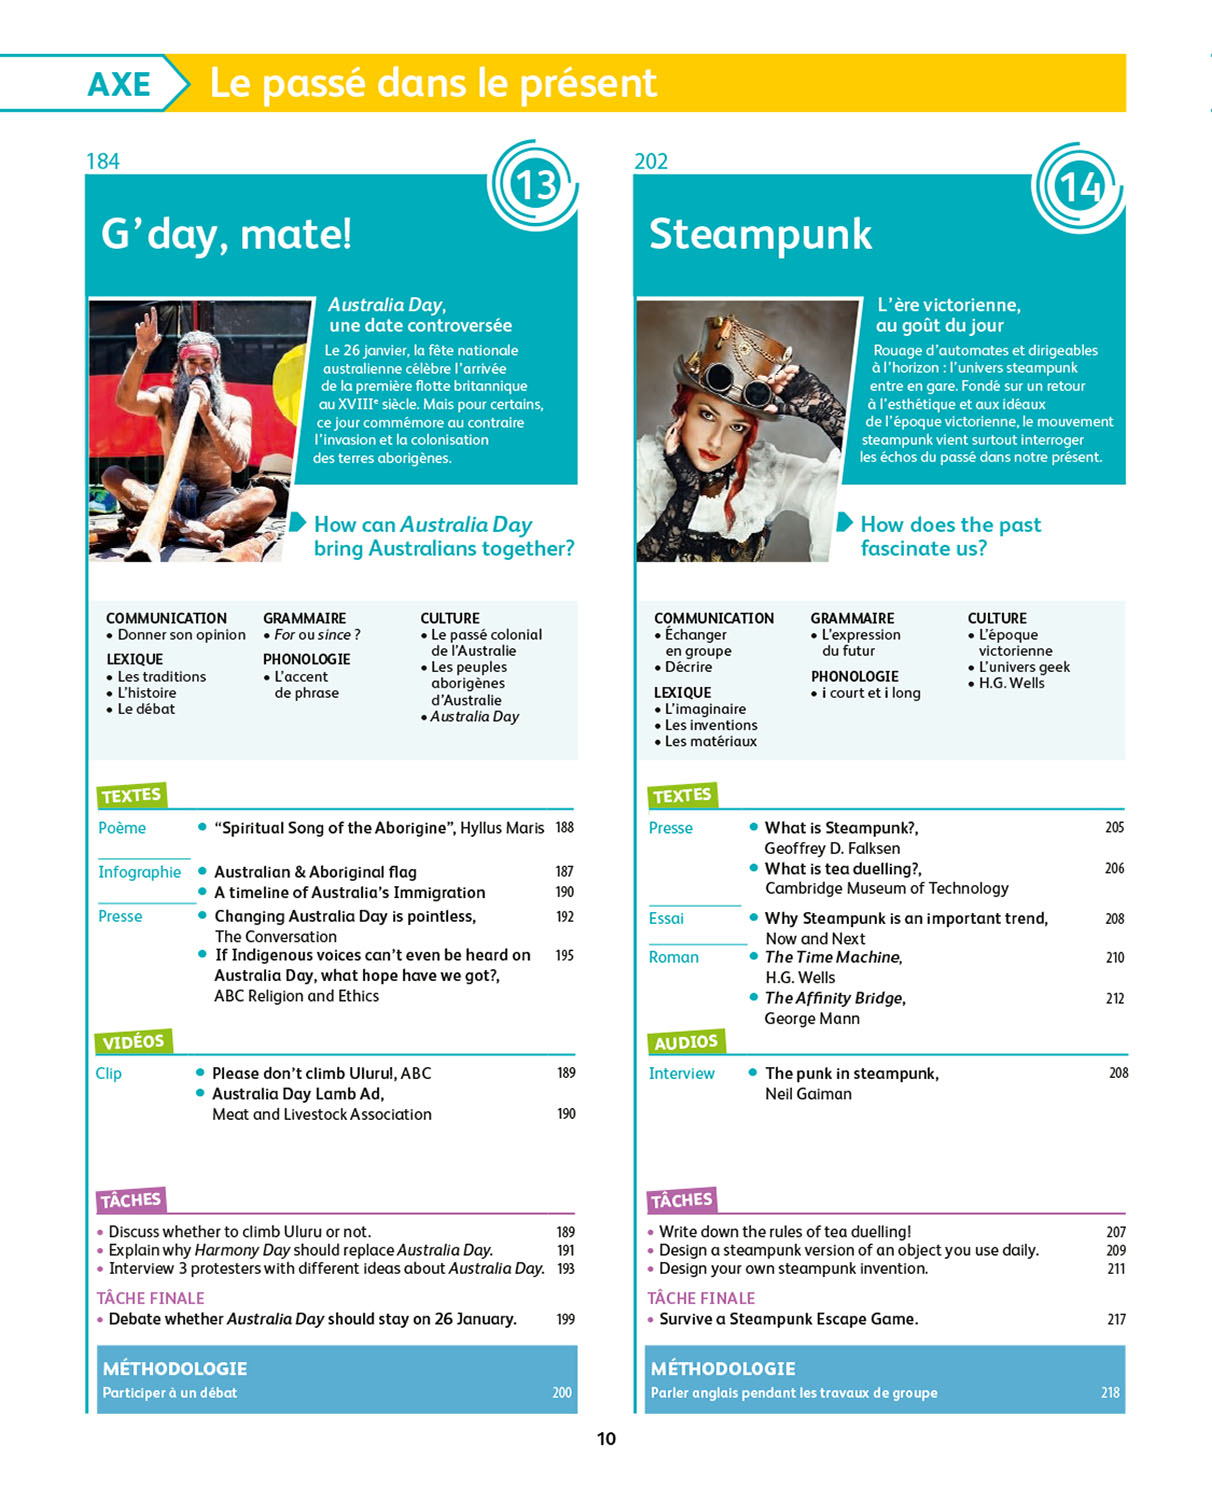 AXE Le passé dans le présent
184
13
G’day, mate!
Australia Day,
une date controversée
Le 26 janvier, la fête nationale
australienne célèbre l’arrivée
de la première flotte britannique
au XVIIIe siècle. Mais pour certains,
ce jour commémore au contraire
l’invasion et la colonisation
des terres aborigènes.
How can Australia Day
bring Australians together?
COMMUNICATION
• Donner son opinion
LEXIQUE
• Les traditions
• L’histoire
• Le débat
GRAMMAIRE
• For ou since ?
PHONOLOGIE
• L’accent
de phrase
CULTURE
• Le passé colonial
de l’Australie
• Les peuples
aborigènes
d’Australie
• Australia Day
TEXTES
Poème • “Spiritual Song of the Aborigine”, Hyllus Maris 188
Infographie • Australian & Aboriginal flag 187
• A timeline of Australia’s Immigration 190
Presse • Changing Australia Day is pointless, 192
The Conversation
• If Indigenous voices can’t even be heard on 195
Australia Day, what hope have we got?,
ABC Religion and Ethics
VIDÉOS
Clip • Please don’t climb Uluru!, ABC 189
• Australia Day Lamb Ad,
Meat and Livestock Association 190
TÂCHES
• Discuss whether to climb Uluru or not. 189
• Explain why Harmony Day should replace Australia Day. 191
• Interview 3 protesters with different ideas about Australia Day. 193
TÂCHE FINALE
• Debate whether Australia Day should stay on 26 January. 199
MÉTHODOLOGIE
Participer à un débat 200
202
14
Steampunk
L’ère victorienne,
au goût du jour
Rouage d’automates et dirigeables
à l’horizon : l’univers steampunk
entre en gare. Fondé sur un retour
à l’esthétique et aux idéaux
de l’époque victorienne, le mouvement
steampunk vient surtout interroger
les échos du passé dans notre présent.
How does the past
fascinate us?
COMMUNICATION
• Échanger
en groupe
• Décrire
LEXIQUE
• L’imaginaire
• Les inventions
• Les matériaux
GRAMMAIRE
• L’expression
du futur
PHONOLOGIE
• i court et i long
CULTURE
• L’époque
victorienne
• L’univers geek
• H.G. Wells
TEXTES
Presse • What is Steampunk?, 205
Geoffrey D. Falksen
• What is tea duelling?, 206
Cambridge Museum of Technology
Essai • Why Steampunk is an important trend, 208
Now and Next
Roman • The Time Machine, 210
H.G. Wells
• The Affinity Bridge, 212
George Mann
AUDIOS
Interview • The punk in steampunk, 208
Neil Gaiman
TÂCHES
• Write down the rules of tea duelling! 207
• Design a steampunk version of an object you use daily. 209
• Design your own steampunk invention. 211
TÂCHE FINALE
• Survive a Steampunk Escape Game. 217
MÉTHODOLOGIE
Parler anglais pendant les travaux de groupe 218
10